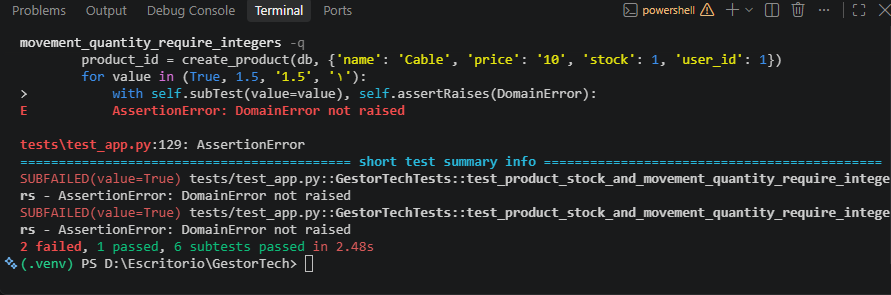 Problems Output Debug Console Terminal Ports powershell
movement_quantity_require_integers -q
product_id = create_product(db, {'name': 'Cable', 'price': '10', 'stock': 1, 'user_id': 1})
for value in (True, 1.5, '1.5', '١'):
> with self.subTest(value=value), self.assertRaises(DomainError):
E AssertionError: DomainError not raised
tests\test_app.py:129: AssertionError
=========================================== short test summary info ============================================
SUBFAILED(value=True) tests/test_app.py::GestorTechTests::test_product_stock_and_movement_quantity_require_intege
rs - AssertionError: DomainError not raised
SUBFAILED(value=True) tests/test_app.py::GestorTechTests::test_product_stock_and_movement_quantity_require_intege
rs - AssertionError: DomainError not raised
2 failed, 1 passed, 6 subtests passed in 2.48s
(.venv) PS D:\Escritorio\GestorTech>